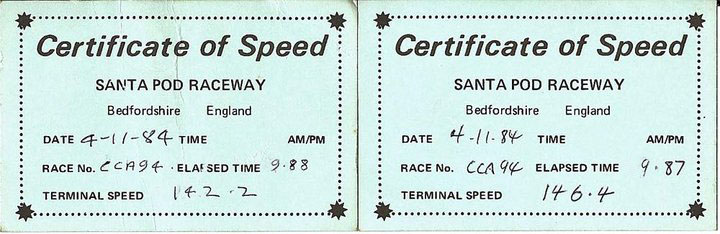 Certificate of Speed
SANTA POD RACEWAY
Bedfordshire England
DATE 4-11-84 TIME AM/PM
RACE No. CCA94 . ELAPSED TIME 9.88
TERMINAL SPEED 142.2
Certificate of Speed
SANTA POD RACEWAY
Bedfordshire England
DATE 4-11-84 TIME AM/PM
RACE No. CCA94 ELAPSED TIME 9.87
TERMINAL SPEED 146.4